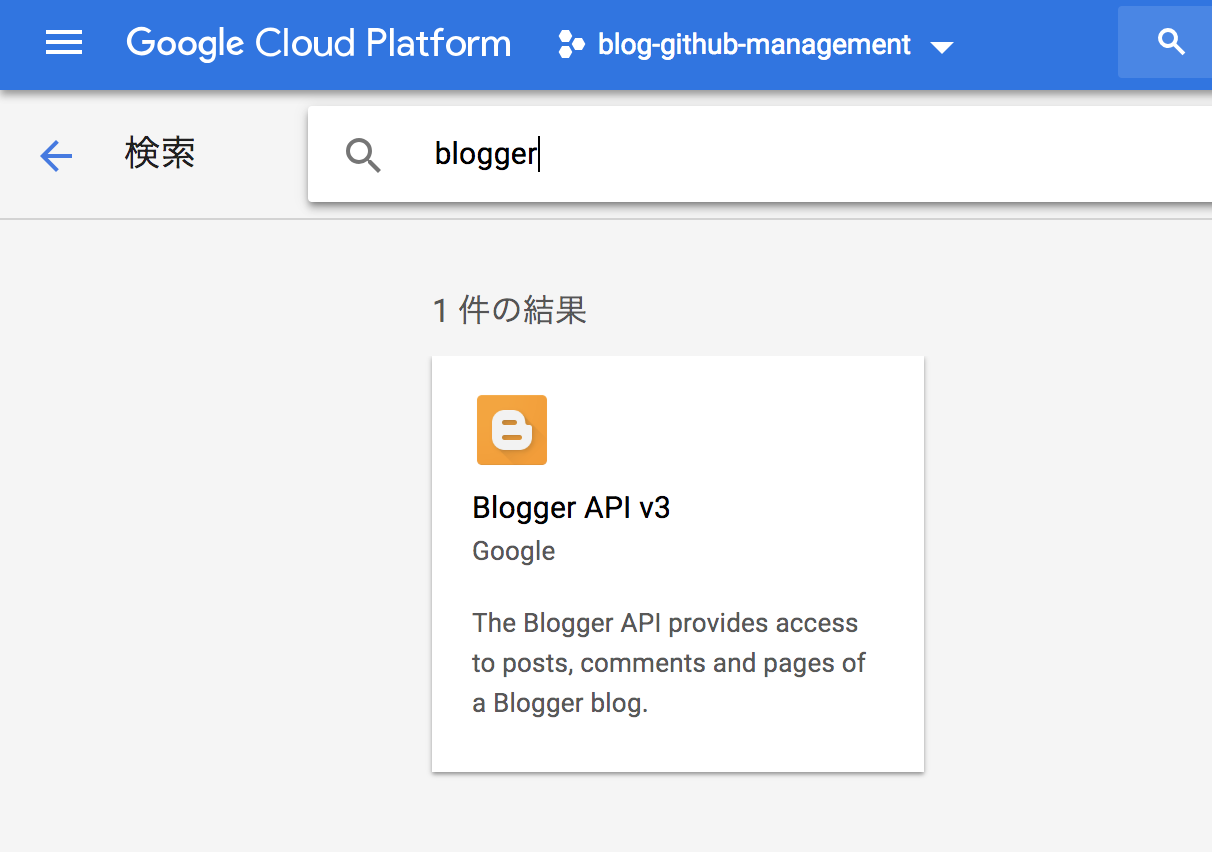 Google Cloud Platform blog-github-management
検索 blogger
1 件の結果
Blogger API v3
Google
The Blogger API provides access
to posts, comments and pages of
a Blogger blog.